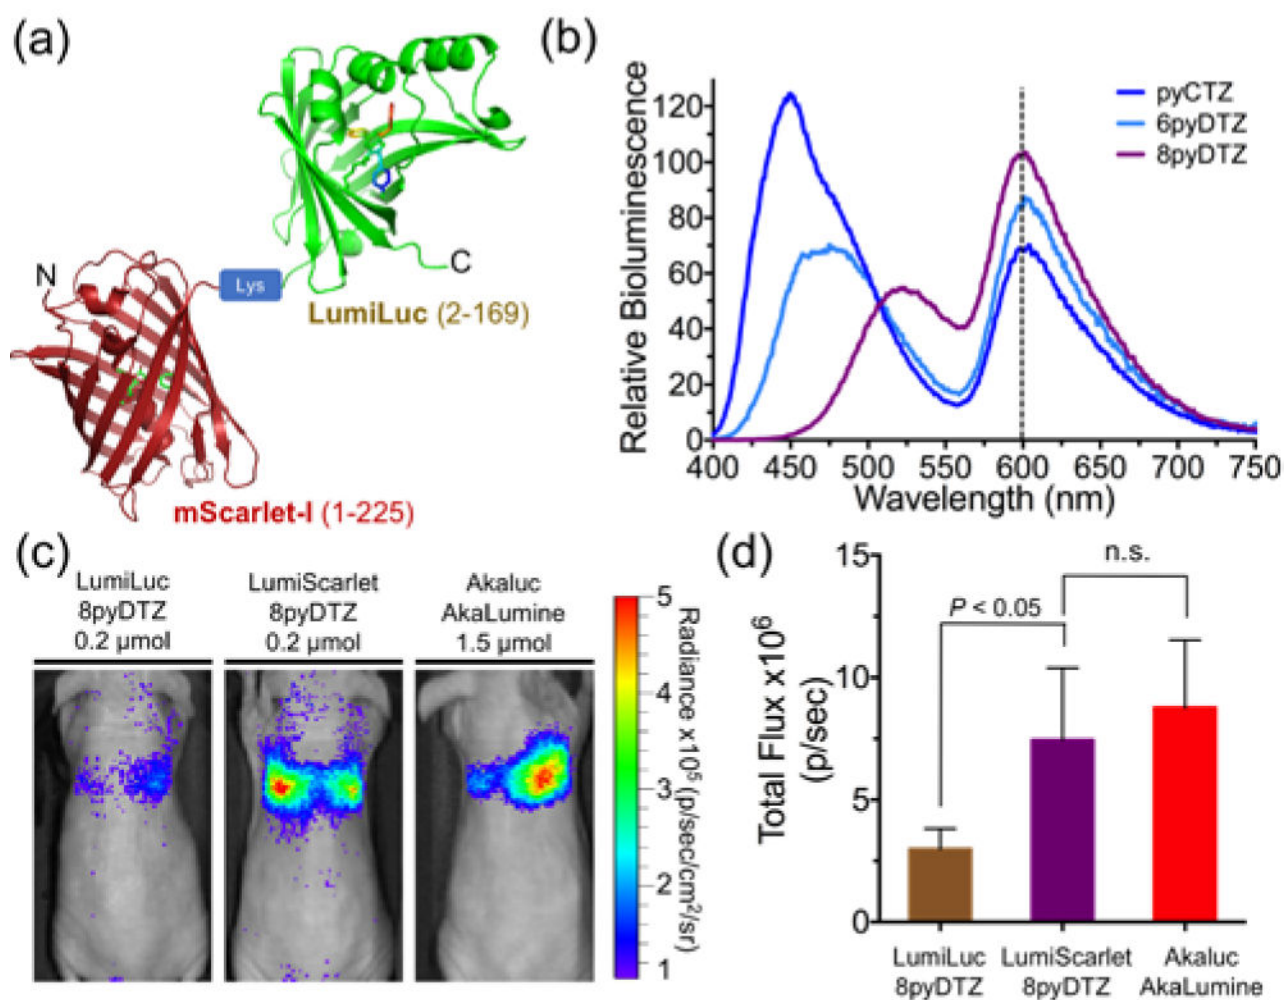 (a)
N
Lys
C
LumiLuc (2-169)
mScarlet-I (1-225)
(b)
Relative Bioluminescence
120
100
80
60
40
20
0
400 450 500 550 600 650 700 750
Wavelength (nm)
pyCTZ
6pyDTZ
8pyDTZ
(c)
LumiLuc
8pyDTZ
0.2 µmol
LumiScarlet
8pyDTZ
0.2 µmol
Akaluc
AkaLumine
1.5 µmol
5
4
3
2
1
Radiance x10⁵ (p/sec/cm²/sr)
(d)
Total Flux x10⁶
(p/sec)
15
10
5
0
P < 0.05
n.s.
LumiLuc
8pyDTZ
LumiScarlet
8pyDTZ
Akaluc
AkaLumine